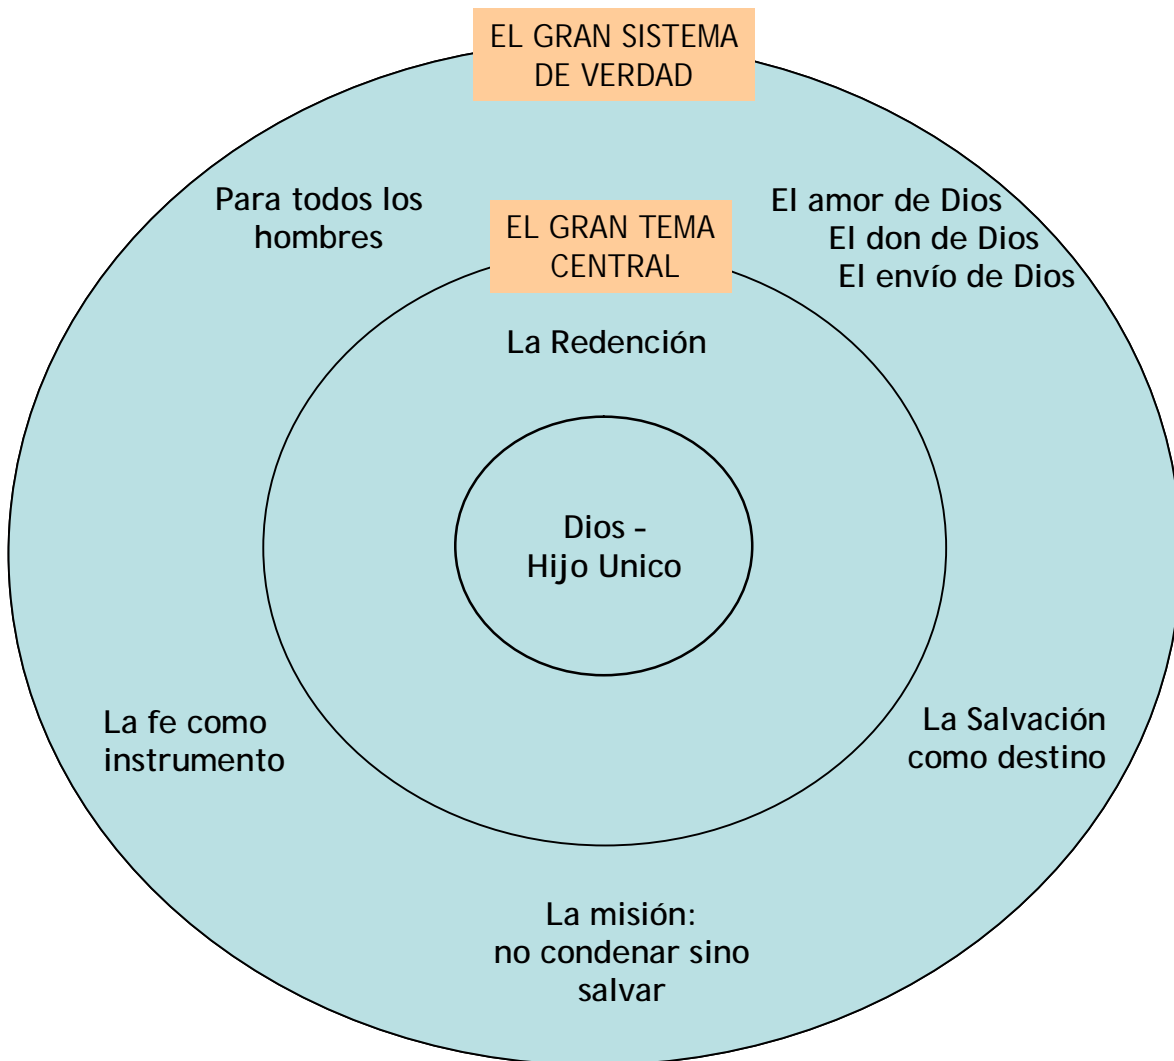 EL GRAN SISTEMA
DE VERDAD
Para todos los
hombres
El amor de Dios
El don de Dios
El envío de Dios
EL GRAN TEMA
CENTRAL
La Redención
Dios -
Hijo Unico
La fe como
instrumento
La Salvación
como destino
La misión:
no condenar sino
salvar